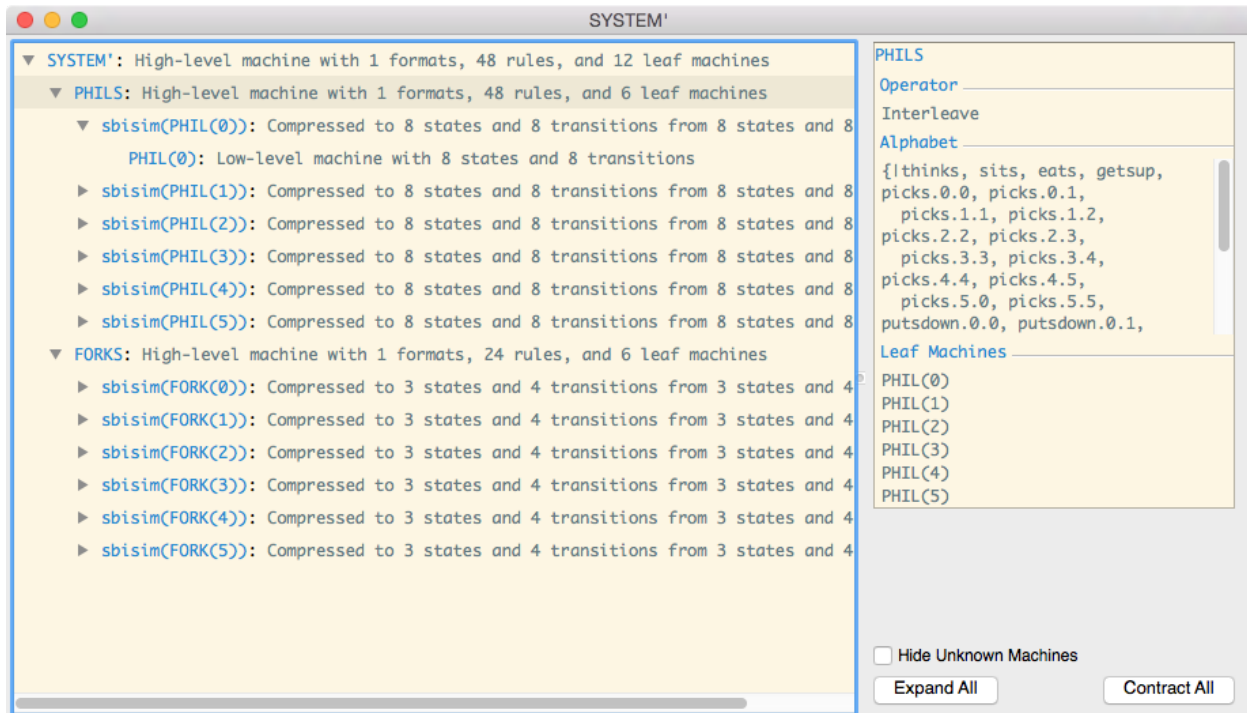 SYSTEM'
SYSTEM': High-level machine with 1 formats, 48 rules, and 12 leaf machines
PHILS: High-level machine with 1 formats, 48 rules, and 6 leaf machines
sbisim(PHIL(0)): Compressed to 8 states and 8 transitions from 8 states and 8
PHIL(0): Low-level machine with 8 states and 8 transitions
sbisim(PHIL(1)): Compressed to 8 states and 8 transitions from 8 states and 8
sbisim(PHIL(2)): Compressed to 8 states and 8 transitions from 8 states and 8
sbisim(PHIL(3)): Compressed to 8 states and 8 transitions from 8 states and 8
sbisim(PHIL(4)): Compressed to 8 states and 8 transitions from 8 states and 8
sbisim(PHIL(5)): Compressed to 8 states and 8 transitions from 8 states and 8
FORKS: High-level machine with 1 formats, 24 rules, and 6 leaf machines
sbisim(FORK(0)): Compressed to 3 states and 4 transitions from 3 states and 4
sbisim(FORK(1)): Compressed to 3 states and 4 transitions from 3 states and 4
sbisim(FORK(2)): Compressed to 3 states and 4 transitions from 3 states and 4
sbisim(FORK(3)): Compressed to 3 states and 4 transitions from 3 states and 4
sbisim(FORK(4)): Compressed to 3 states and 4 transitions from 3 states and 4
sbisim(FORK(5)): Compressed to 3 states and 4 transitions from 3 states and 4
PHILS
Operator
Interleave
Alphabet
{|thinks, sits, eats, getsup,
picks.0.0, picks.0.1,
picks.1.1, picks.1.2,
picks.2.2, picks.2.3,
picks.3.3, picks.3.4,
picks.4.4, picks.4.5,
picks.5.0, picks.5.5,
putsdown.0.0, putsdown.0.1,
Leaf Machines
PHIL(0)
PHIL(1)
PHIL(2)
PHIL(3)
PHIL(4)
PHIL(5)
Hide Unknown Machines
Expand All
Contract All